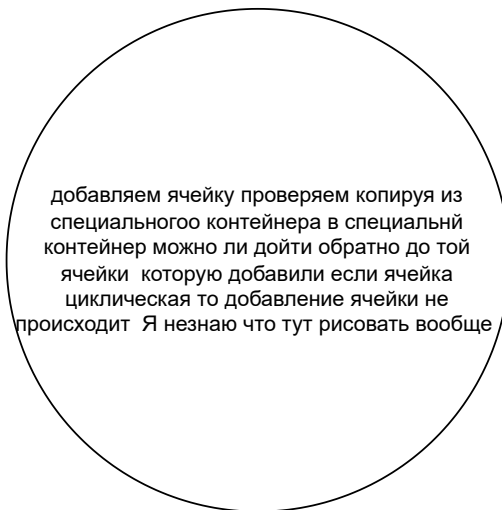 добавляем ячейку проверяем копируя из
специальногоо контейнера в специальнй
контейнер можно ли дойти обратно до той
ячейки  которую добавили если ячейка
циклическая то добавление ячейки не
происходит  Я незнаю что тут рисовать вообще